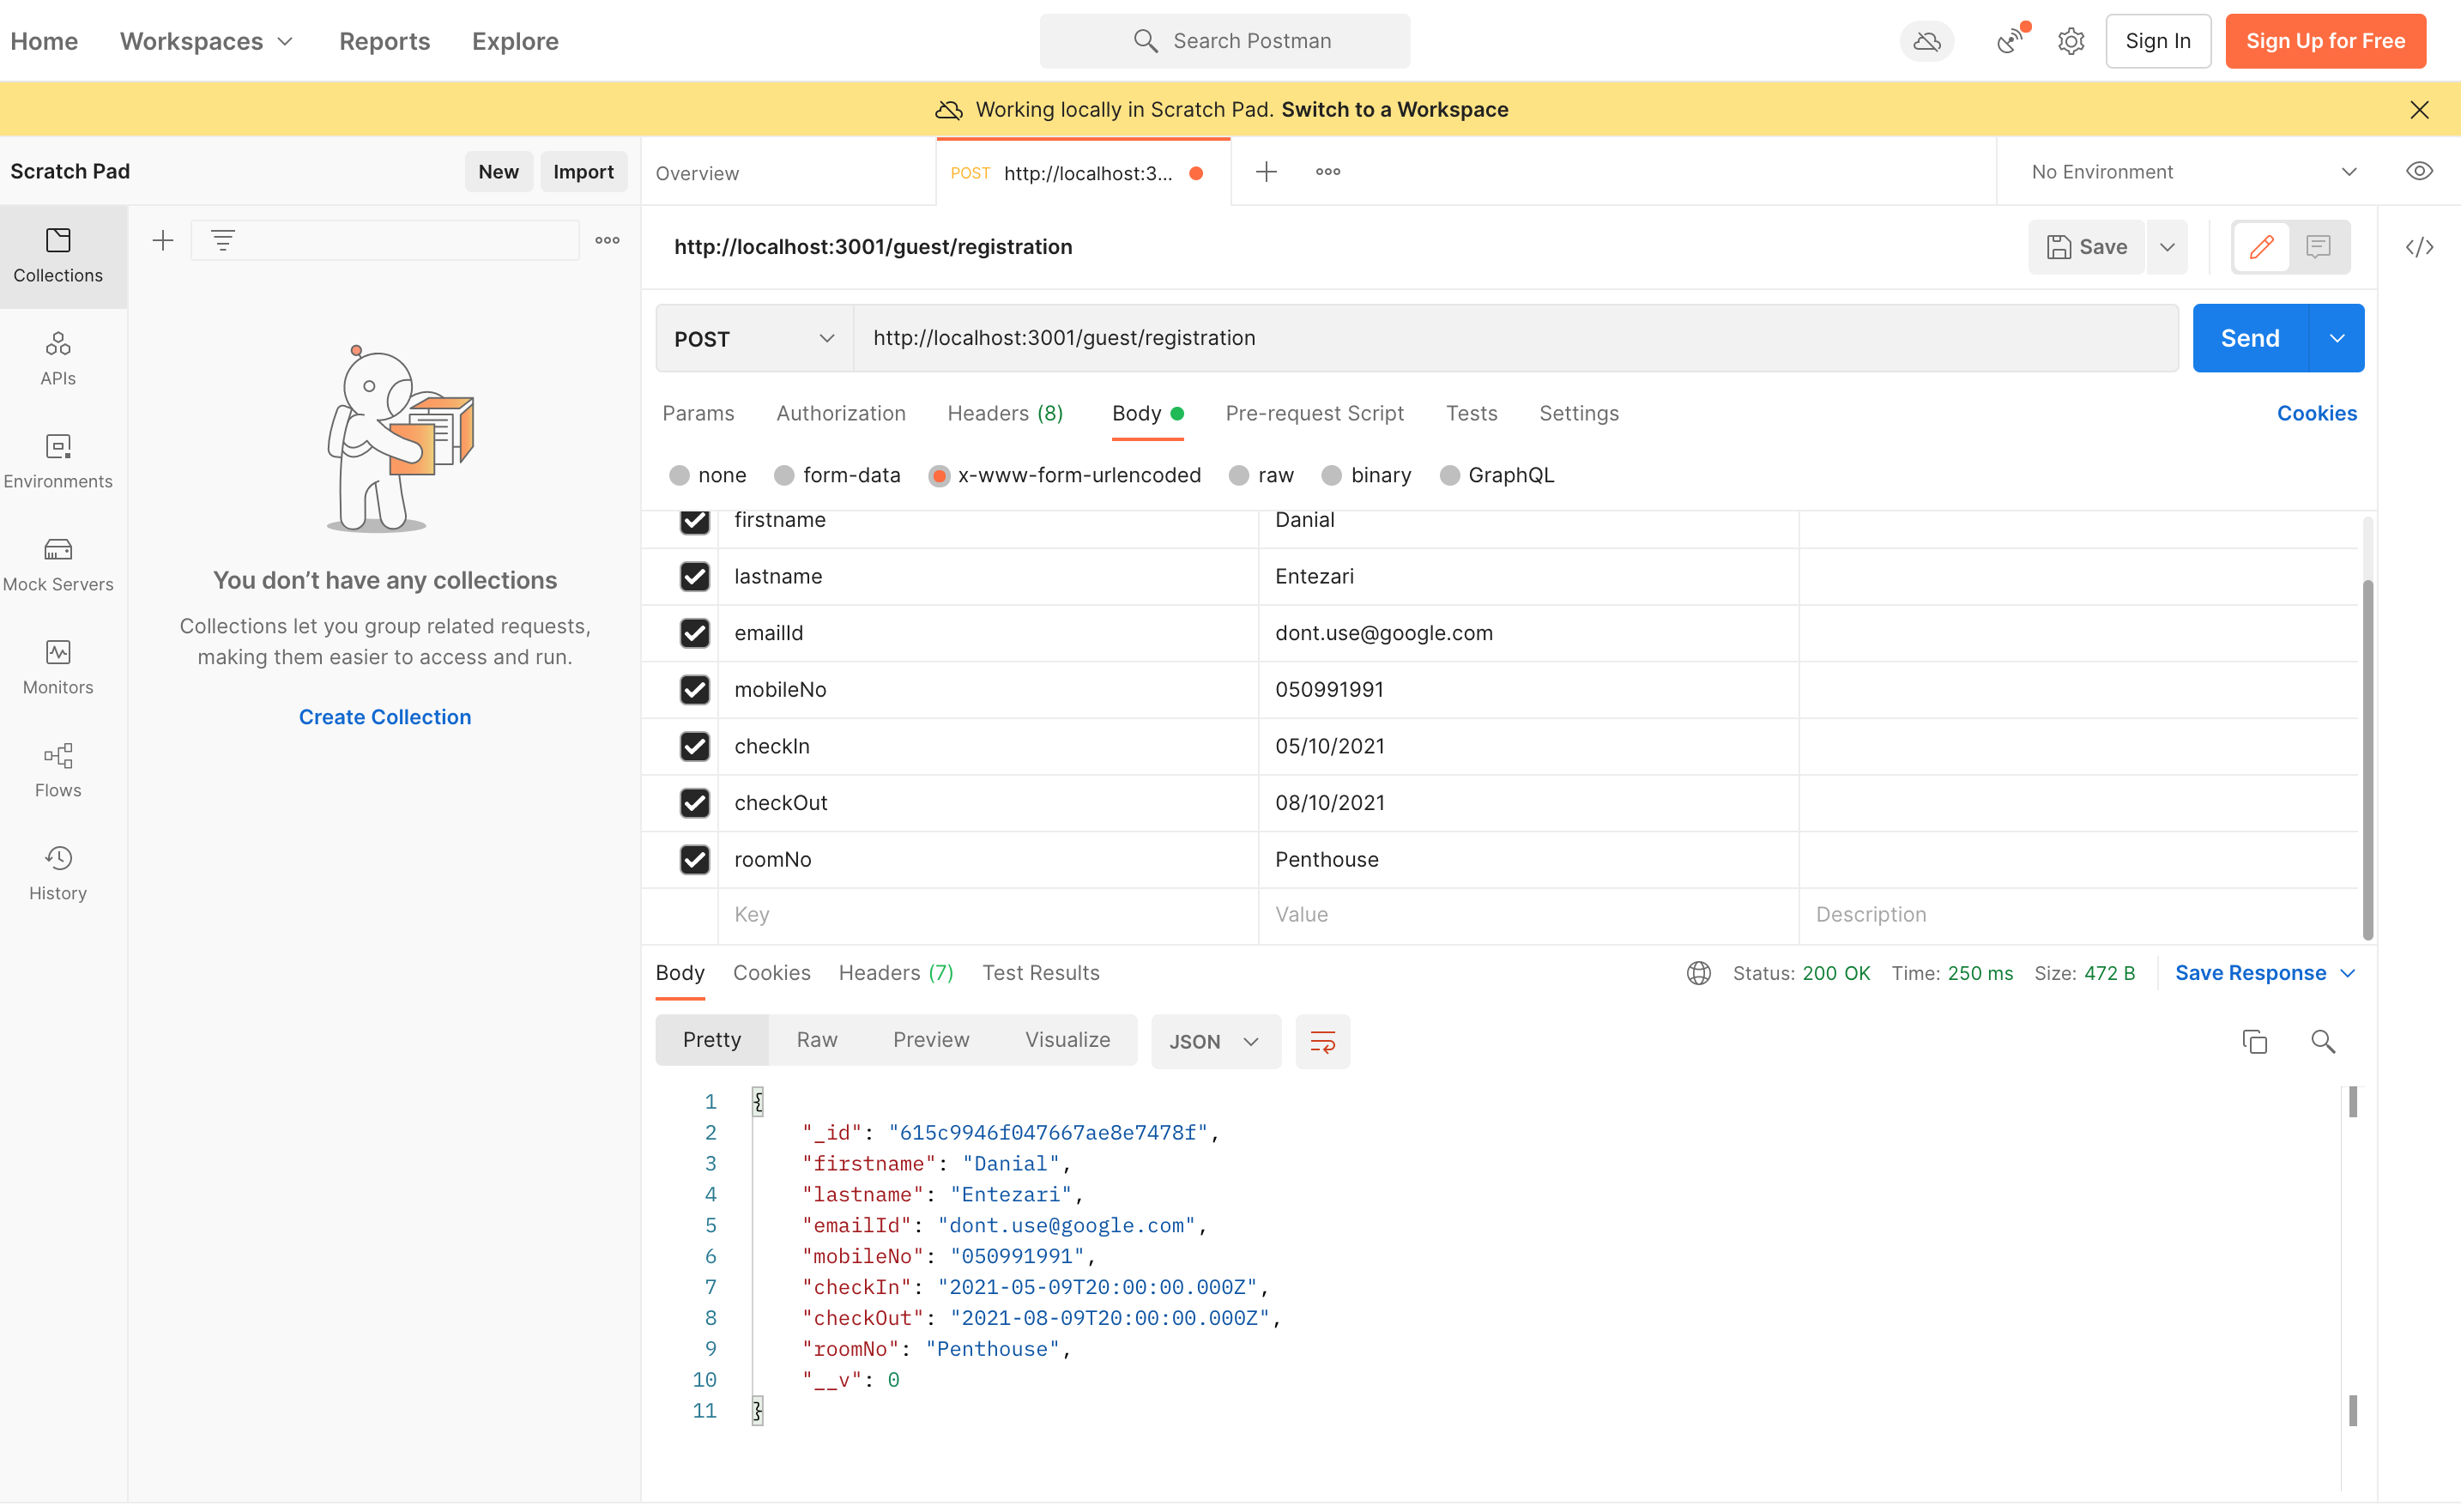 Home Workspaces Reports Explore Search Postman Sign In Sign Up for Free
Working locally in Scratch Pad. Switch to a Workspace
Scratch Pad New Import Overview POST http://localhost:3... No Environment
http://localhost:3001/guest/registration Save
POST http://localhost:3001/guest/registration Send
Params Authorization Headers (8) Body Pre-request Script Tests Settings Cookies
none form-data x-www-form-urlencoded raw binary GraphQL
Collections
APIs
Environments
Mock Servers
Monitors
Flows
History
You don’t have any collections
Collections let you group related requests,
making them easier to access and run.
Create Collection
firstname Danial
lastname Entezari
emailId dont.use@google.com
mobileNo 050991991
checkIn 05/10/2021
checkOut 08/10/2021
roomNo Penthouse
Key Value Description
Body Cookies Headers (7) Test Results Status: 200 OK Time: 250 ms Size: 472 B Save Response
Pretty Raw Preview Visualize JSON
1 {
2 "_id": "615c9946f047667ae8e7478f",
3 "firstname": "Danial",
4 "lastname": "Entezari",
5 "emailId": "dont.use@google.com",
6 "mobileNo": "050991991",
7 "checkIn": "2021-05-09T20:00:00.000Z",
8 "checkOut": "2021-08-09T20:00:00.000Z",
9 "roomNo": "Penthouse",
10 "__v": 0
11 }